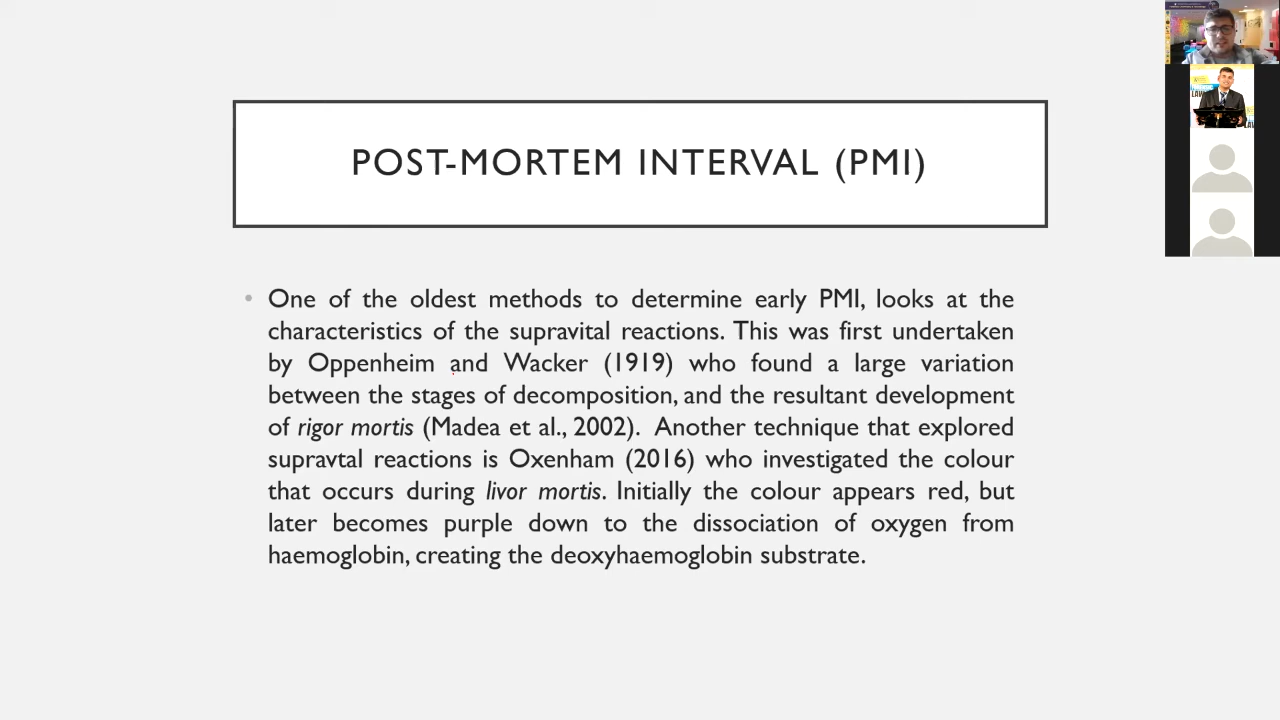 POST-MORTEM INTERVAL (PMI)
• One of the oldest methods to determine early PMI, looks at the
characteristics of the supravital reactions. This was first undertaken
by Oppenheim and Wacker (1919) who found a large variation
between the stages of decomposition, and the resultant development
of rigor mortis (Madea et al., 2002). Another technique that explored
supravtal reactions is Oxenham (2016) who investigated the colour
that occurs during livor mortis. Initially the colour appears red, but
later becomes purple down to the dissociation of oxygen from
haemoglobin, creating the deoxyhaemoglobin substrate.
LAW